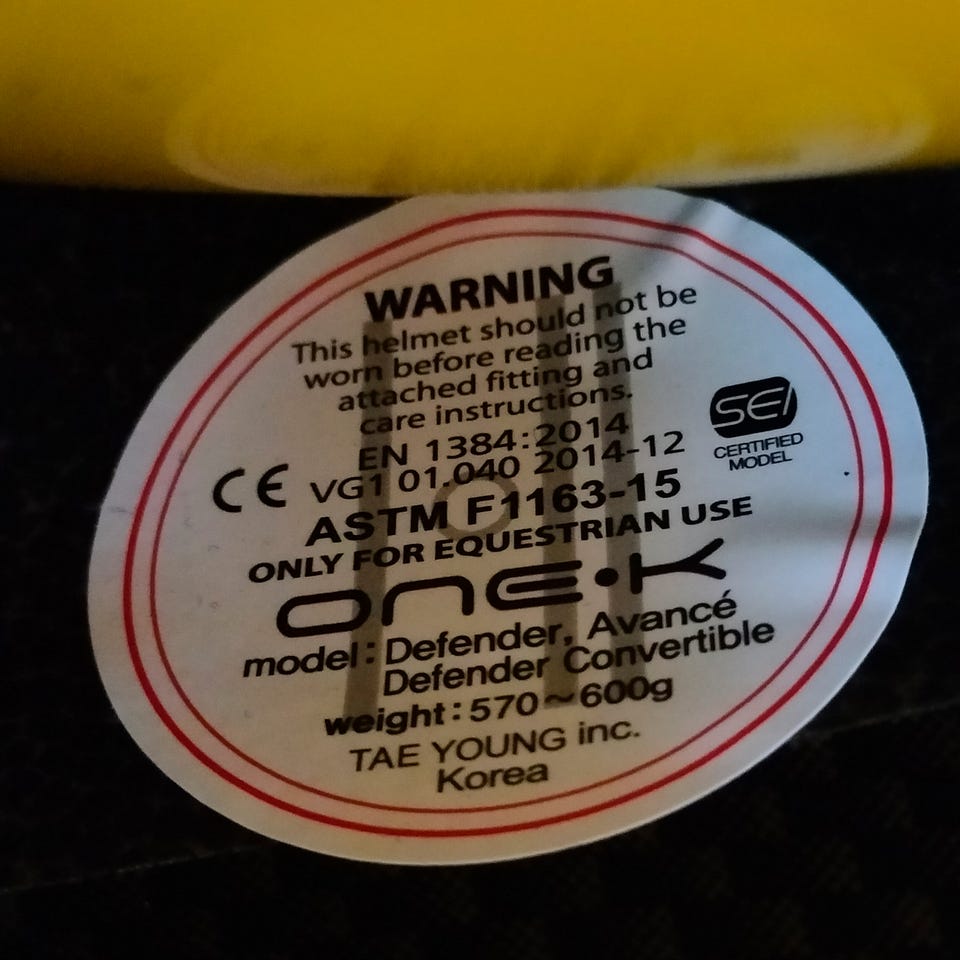 WARNING
This helmet should not be
worn before reading the
attached fitting and
care instructions.
EN 1384:2014
CE VG1 01.040 2014-12
SEI
CERTIFIED
MODEL
ASTM F1163-15
ONLY FOR EQUESTRIAN USE
one•K
model: Defender, Avancé
Defender Convertible
weight: 570~600g
TAE YOUNG inc.
Korea